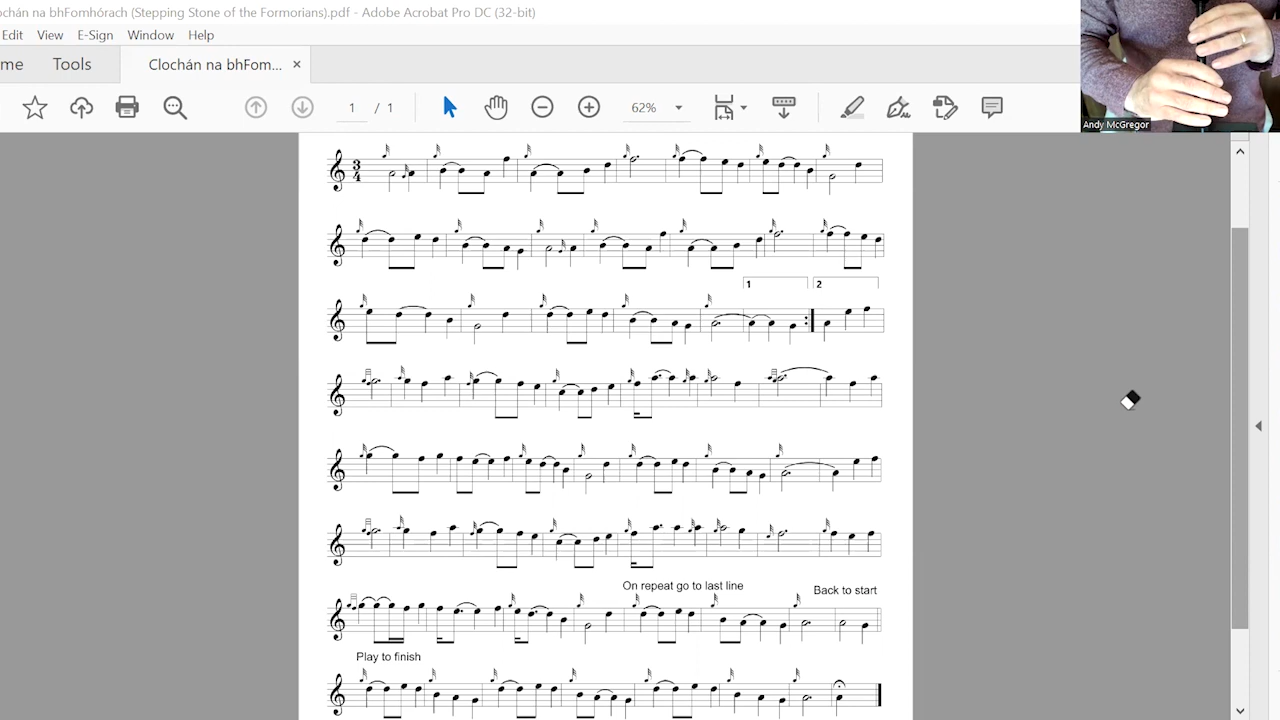 ochán na bhFomhórach (Stepping Stone of the Formorians).pdf - Adobe Acrobat Pro DC (32-bit)
Edit View E-Sign Window Help
me Tools Clochán na bhFom... ×
1 / 1 62%
Andy McGregor
3
4
1 2
On repeat go to last line
Back to start
Play to finish